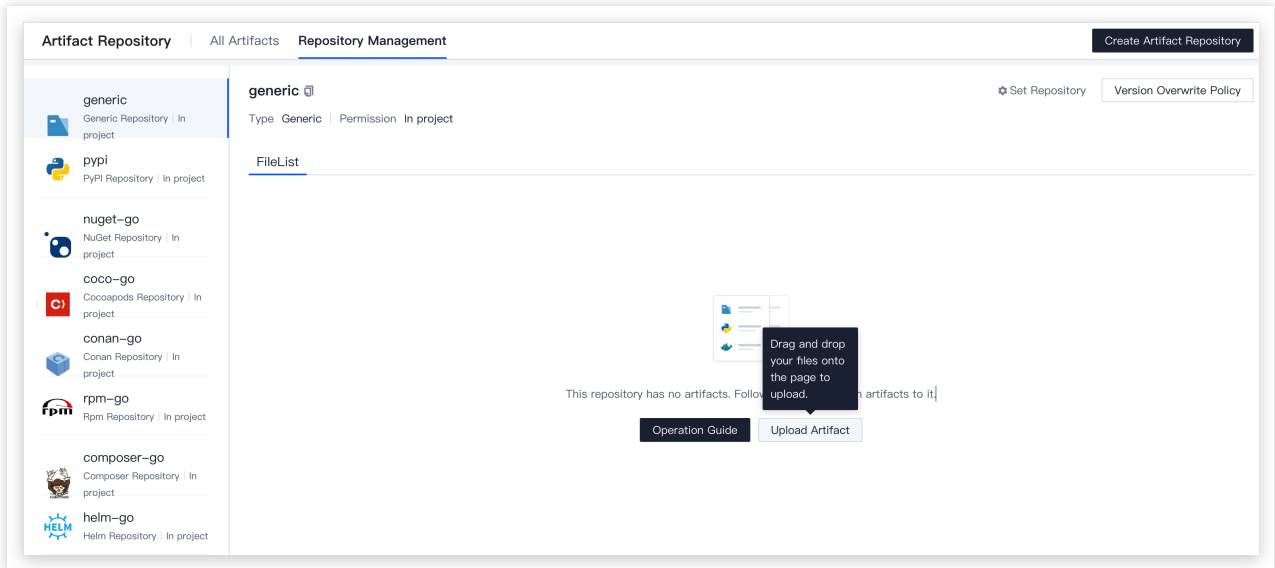 Artifact Repository All Artifacts Repository Management Create Artifact Repository
generic
Generic Repository In
project
pypi
PyPI Repository In project
nuget-go
NuGet Repository In
project
coco-go
Cocoapods Repository In
project
conan-go
Conan Repository In
project
rpm
rpm-go
Rpm Repository In project
composer-go
Composer Repository In
project
HELM
helm-go
Helm Repository In project
generic
Set Repository Version Overwrite Policy
Type Generic Permission In project
FileList
Drag and drop
your files onto
the page to
upload.
This repository has no artifacts. Follow artifacts to it.
Operation Guide Upload Artifact